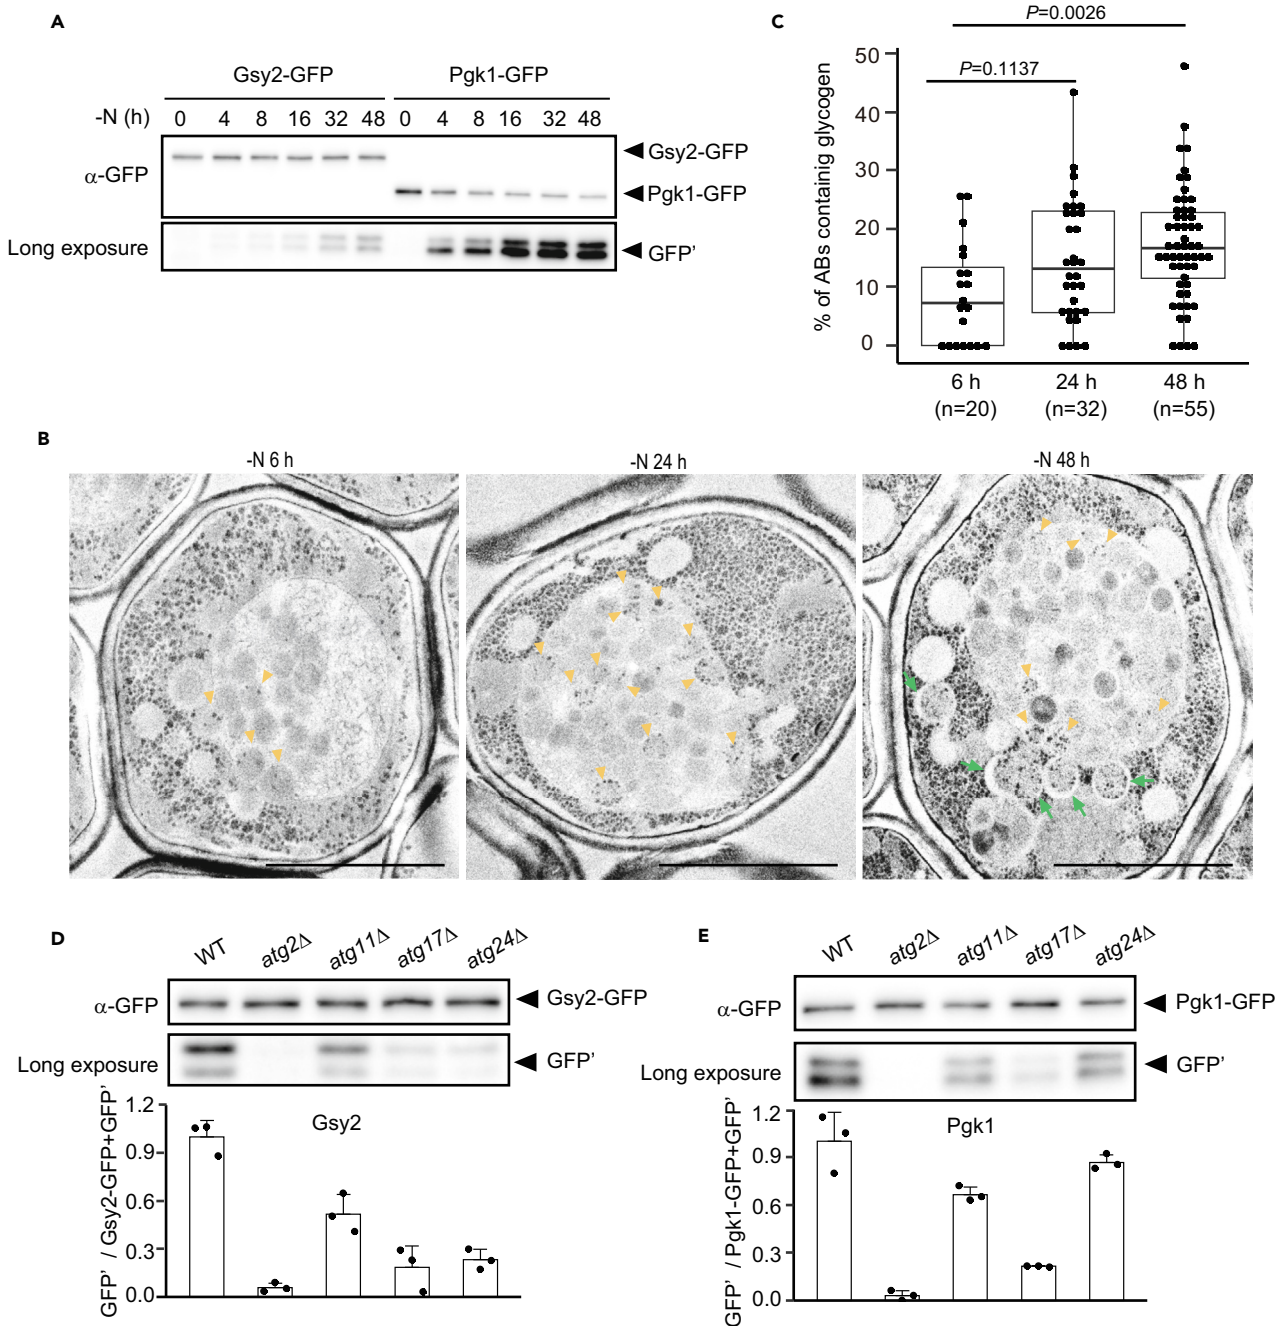 A
Gsy2-GFP Pgk1-GFP
-N (h) 0 4 8 16 32 48 0 4 8 16 32 48
α-GFP
Gsy2-GFP
Pgk1-GFP
Long exposure
GFP’
C
P=0.0026
P=0.1137
% of ABs containig glycogen
50
40
30
20
10
0
6 h 24 h 48 h
(n=20) (n=32) (n=55)
B
-N 6 h -N 24 h -N 48 h
D
WT atg2Δ atg11Δ atg17Δ atg24Δ
α-GFP
Gsy2-GFP
Long exposure
GFP’
GFP’ / Gsy2-GFP+GFP’
Gsy2
1.2
0.9
0.6
0.3
0.0
E
WT atg2Δ atg11Δ atg17Δ atg24Δ
α-GFP
Pgk1-GFP
Long exposure
GFP’
GFP’ / Pgk1-GFP+GFP’
Pgk1
1.2
0.9
0.6
0.3
0.0